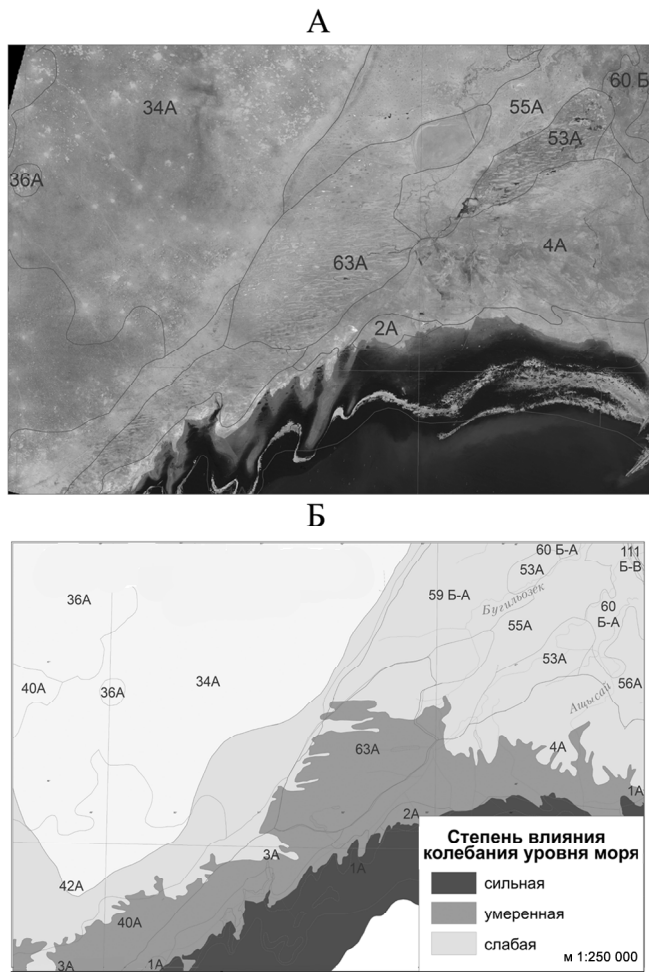 А
60 Б
34А
55А
53А
36А
4А
63А
2А
Б
60 Б-А
111
Б-В
53А
59 Б-А
36А
Бугильозек
60
Б-А
55А
53А
56А
40А
36А
34А
Ащысай
63А
4А
1А
2А
3А
1А
42А
40А
3А
1А
Степень влияния
колебания уровня моря
сильная
умеренная
слабая
м 1:250 000